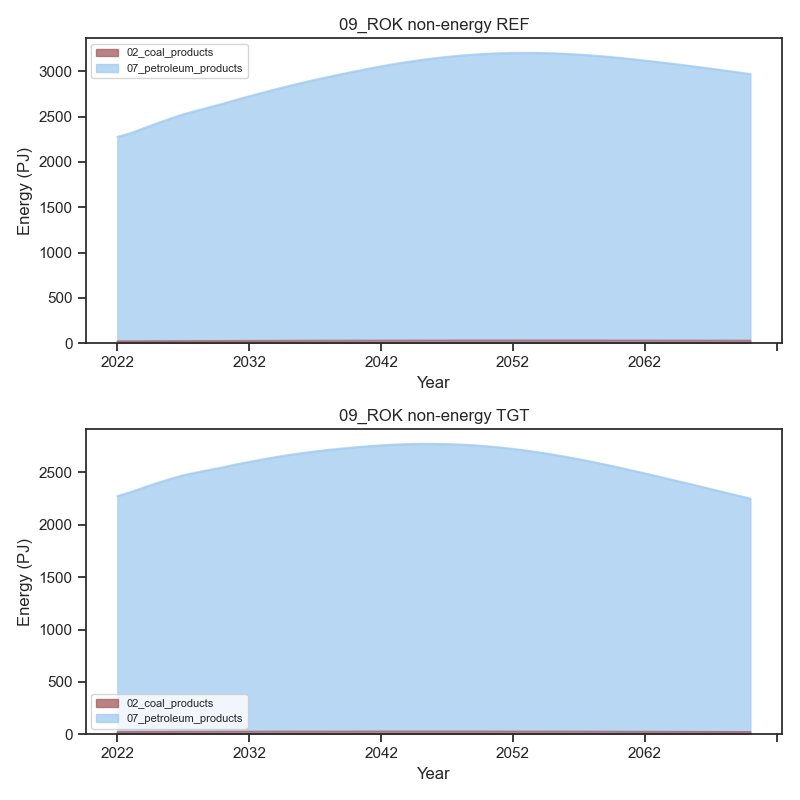 09_ROK non-energy REF
02_coal_products
07_petroleum_products
3000
2500
2000
1500
1000
500
0
Energy (PJ)
2022 2032 2042 2052 2062
Year
09_ROK non-energy TGT
2500
2000
1500
1000
500
0
Energy (PJ)
02_coal_products
07_petroleum_products
2022 2032 2042 2052 2062
Year